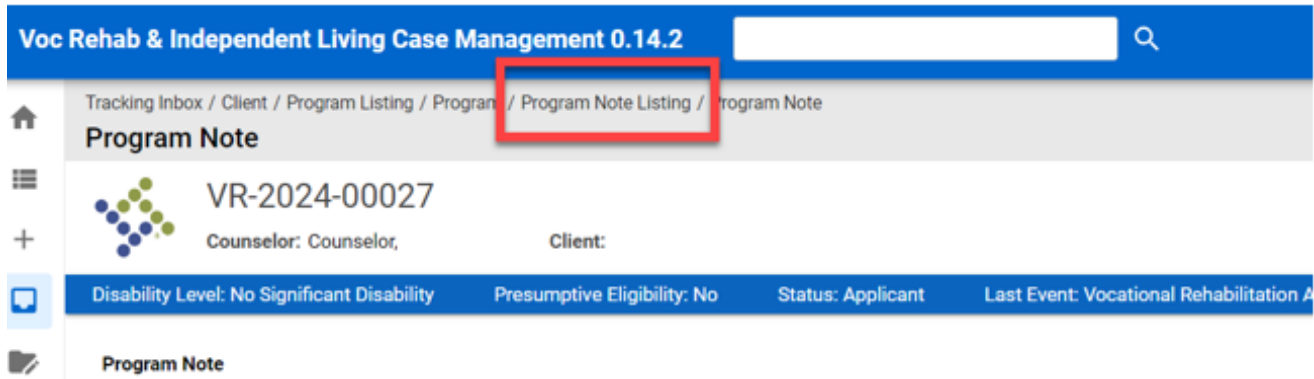 Voc Rehab & Independent Living Case Management 0.14.2
Tracking Inbox / Client / Program Listing / Program / Program Note Listing / Program Note
Program Note
VR-2024-00027
Counselor: Counselor, Client:
Disability Level: No Significant Disability Presumptive Eligibility: No Status: Applicant Last Event: Vocational Rehabilitation A
Program Note